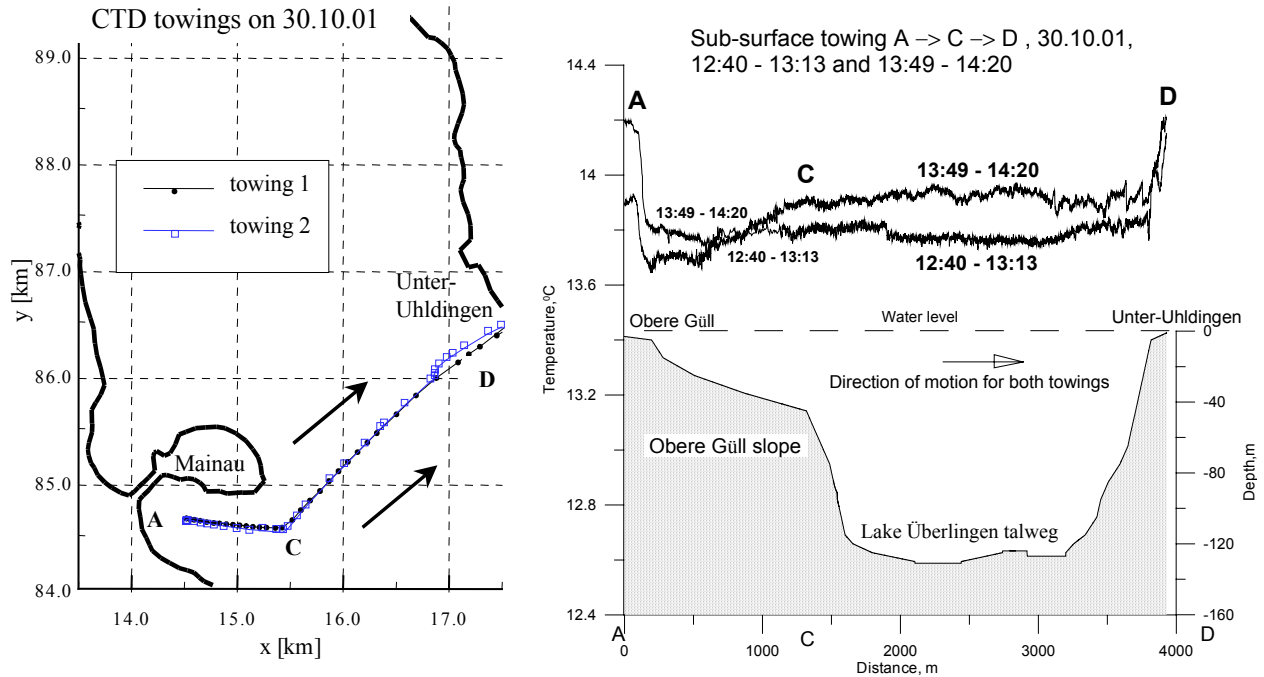 CTD towings on 30.10.01
89.0
88.0
87.0
86.0
85.0
84.0
y [km]
14.0
15.0
16.0
17.0
x [km]
towing 1
towing 2
Unter-
Uhldingen
D
Mainau
A
C
Sub-surface towing A –> C –> D , 30.10.01,
12:40 - 13:13 and 13:49 - 14:20
14.4
14
13.6
13.2
12.8
12.4
Temperature,⁰C
A
D
C
13:49 - 14:20
13:49 - 14:20
12:40 - 13:13
12:40 - 13:13
Obere Güll
Water level
Unter-Uhldingen
Direction of motion for both towings
Obere Güll slope
Lake Überlingen talweg
0
-40
-80
-120
-160
Depth,m
A
C
D
0
1000
2000
3000
4000
Distance, m